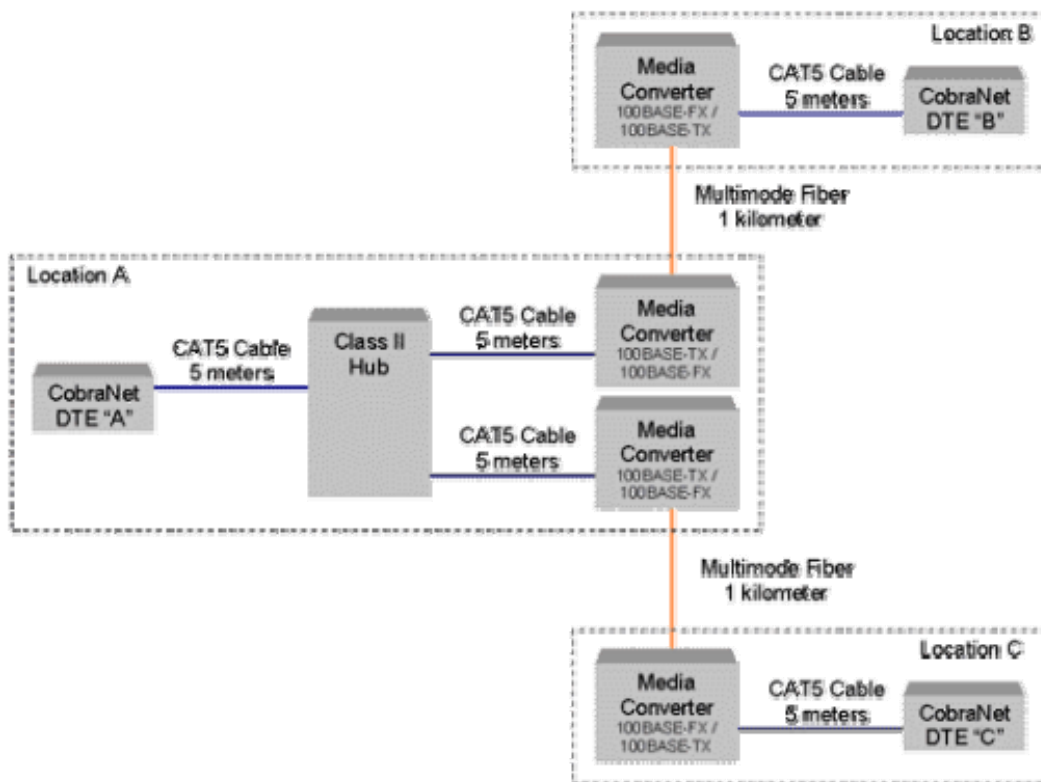 Location B
Media
Converter
100BASE-FX /
100BASE-TX
CAT5 Cable
5 meters
CobraNet
DTE "B"
Multimode Fiber
1 kilometer
Location A
CAT5 Cable
5 meters
CobraNet
DTE "A"
Class II
Hub
CAT5 Cable
5 meters
Media
Converter
100BASE-TX /
100BASE-FX
CAT5 Cable
5 meters
Media
Converter
100BASE-TX /
100BASE-FX
Multimode Fiber
1 kilometer
Location C
Media
Converter
100BASE-FX /
100BASE-TX
CAT5 Cable
5 meters
CobraNet
DTE "C"